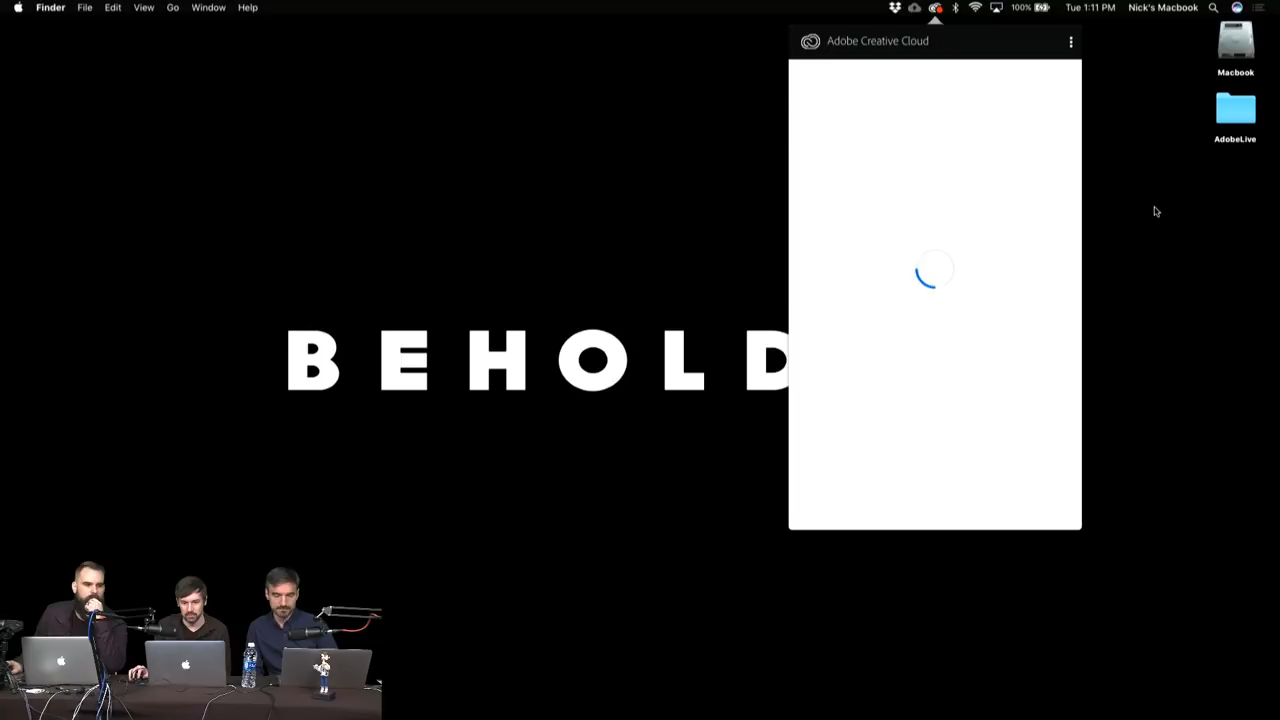 Finder File Edit View Go Window Help 100% Tue 1:11 PM Nick's Macbook
Adobe Creative Cloud
Macbook
AdobeLive
BEHOLD